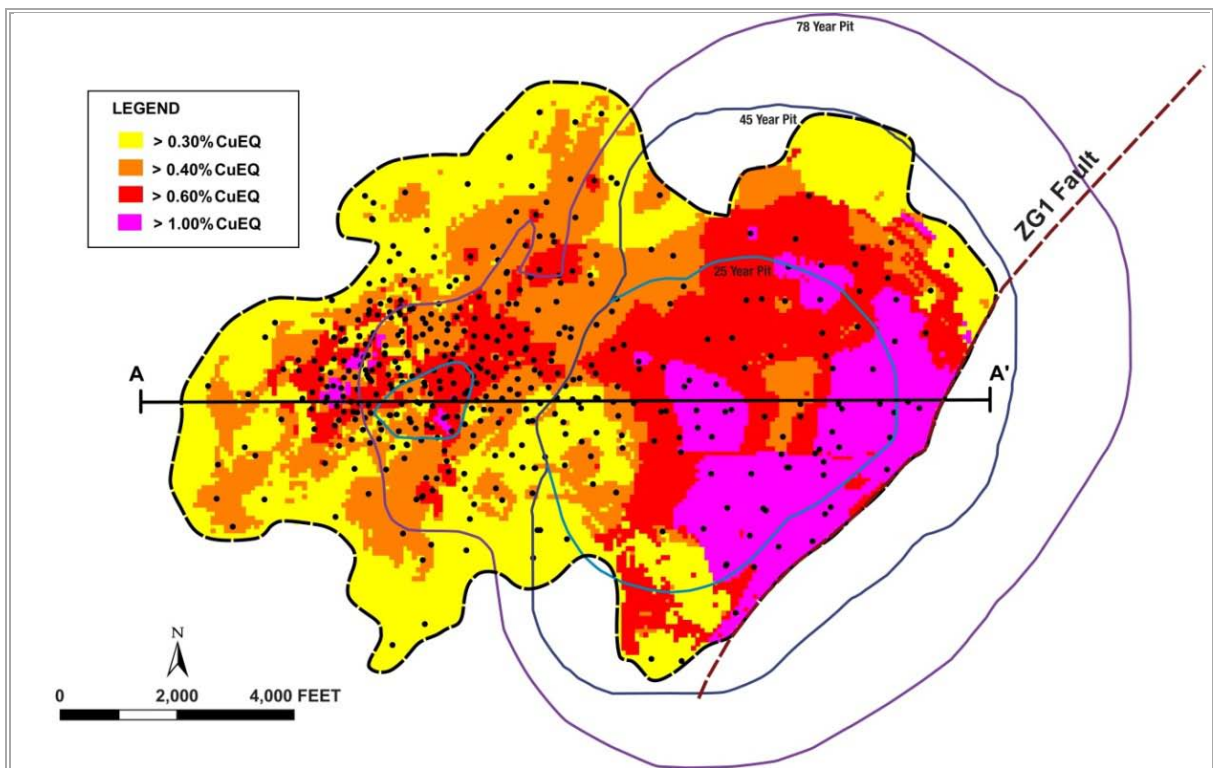 78 Year Pit
LEGEND
> 0.30% CuEQ
> 0.40% CuEQ
> 0.60% CuEQ
> 1.00% CuEQ
45 Year Pit
ZG1 Fault
25 Year Pit
A
A'
N
0 2,000 4,000 FEET